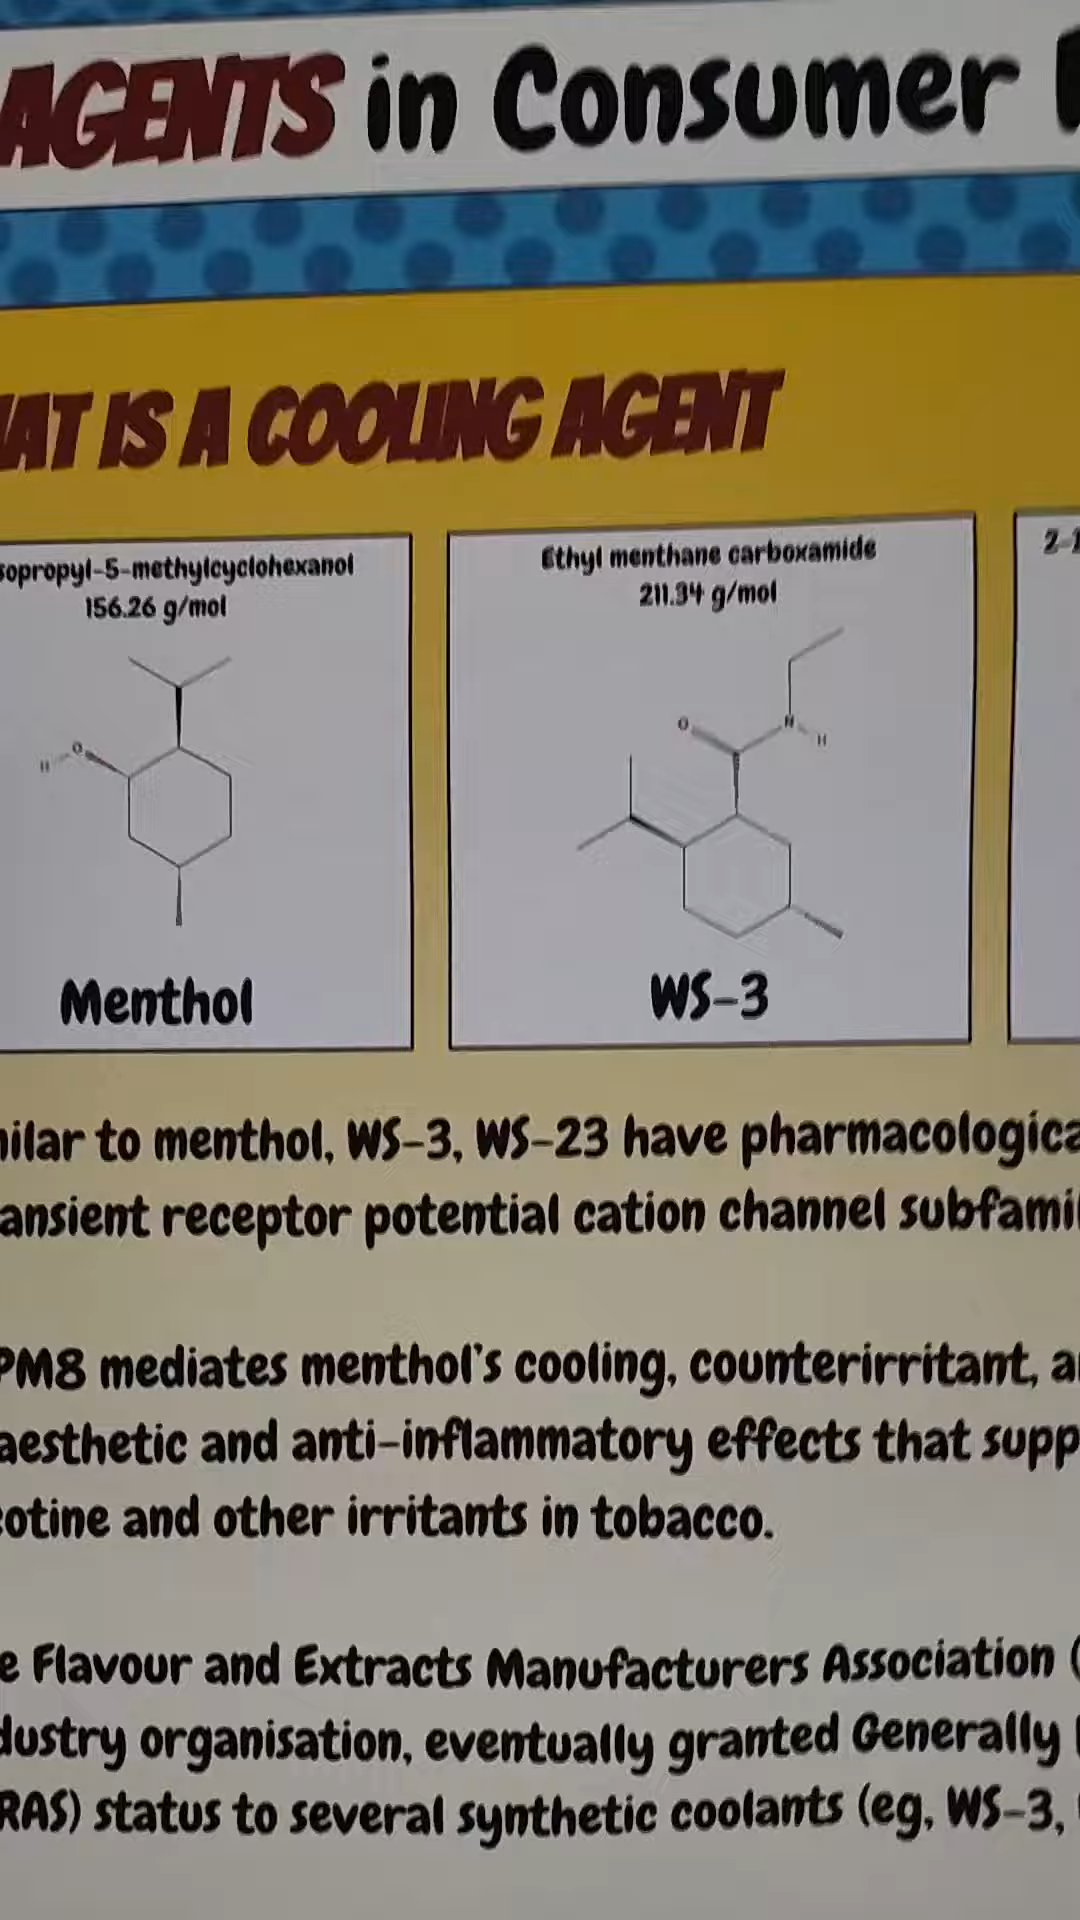 AGENTS in Consumer
AT IS A COOLING AGENT
sopropyl-5-methylcyclohexanol
156.26 g/mol
H O
Menthol
Ethyl menthane carboxamide
211.34 g/mol
O N H
WS-3
2-
ilar to menthol, WS-3, WS-23 have pharmacologica
ansient receptor potential cation channel subfami
PM8 mediates menthol's cooling, counterirritant, a
aesthetic and anti-inflammatory effects that supp
otine and other irritants in tobacco.
e Flavour and Extracts Manufacturers Association (
dustry organisation, eventually granted Generally
RAS) status to several synthetic coolants (eg, WS-3,